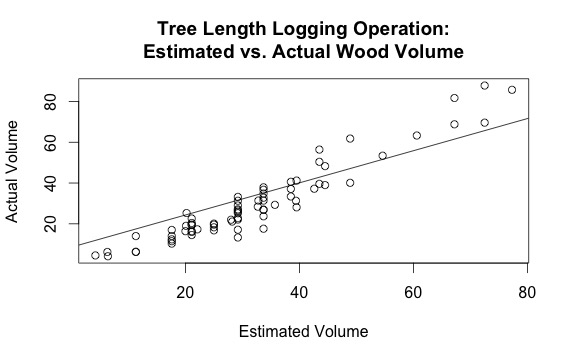 Tree Length Logging Operation:
Estimated vs. Actual Wood Volume
Actual Volume
80
60
40
20
20 40 60 80
Estimated Volume